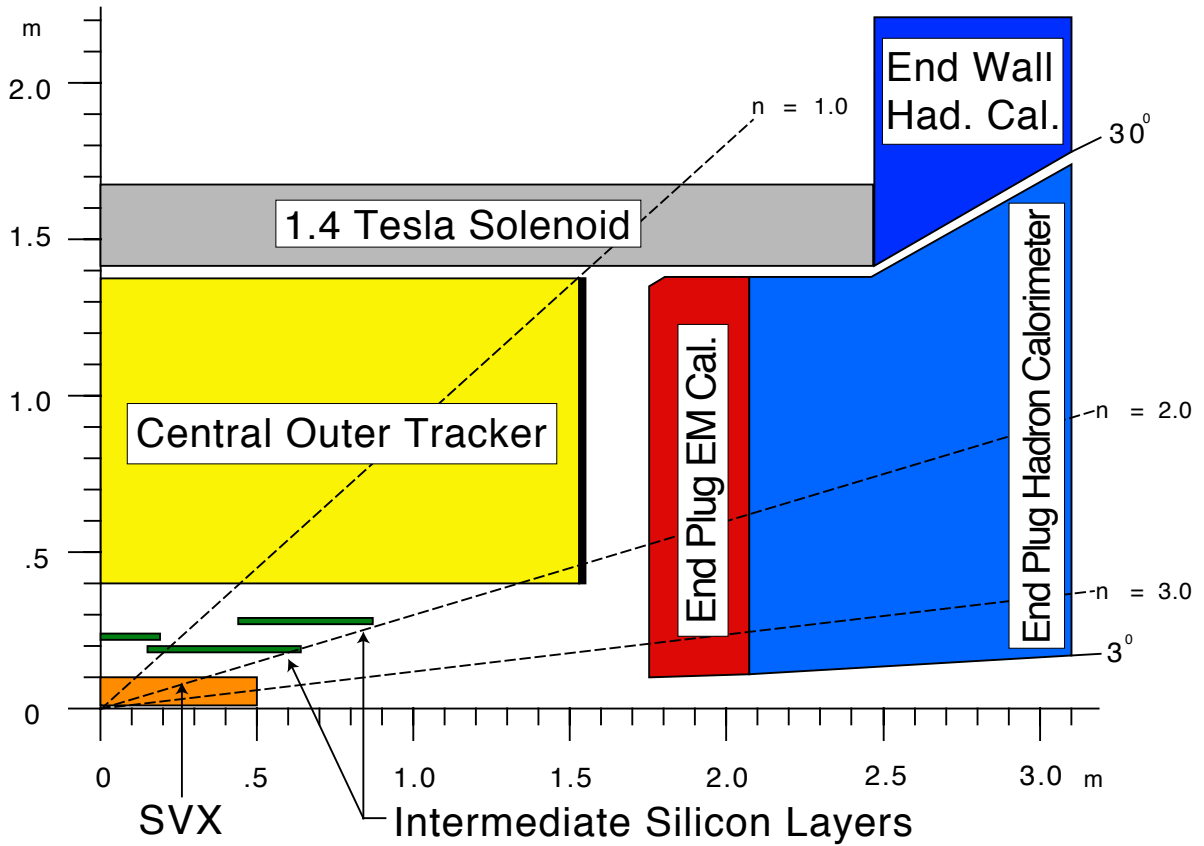 m
2.0
1.5
1.0
.5
0
n = 1.0
End Wall
Had. Cal.
30⁰
1.4 Tesla Solenoid
Central Outer Tracker
End Plug EM Cal.
End Plug Hadron Calorimeter
n = 2.0
n = 3.0
3⁰
0 .5 1.0 1.5 2.0 2.5 3.0 m
SVX
Intermediate Silicon Layers